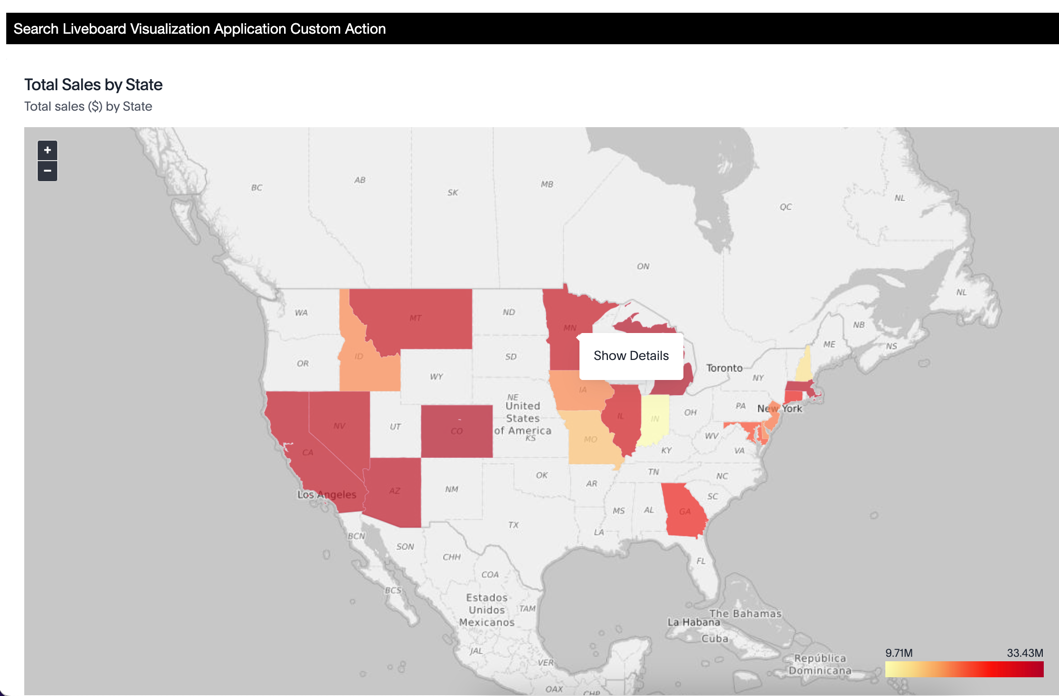 Search Liveboard Visualization Application Custom Action
Total Sales by State
Total sales ($) by State
+
−
BC
AB
SK
MB
ON
QC
NL
NL
NB
NS
ME
WA
MT
ND
MN
OR
ID
SD
WY
Show Details
Toronto
NY
IA
NE
NV
UT
CO
United
States
of America
KS
MO
IL
IN
OH
PA
New York
WV
VA
KY
CA
Los Angeles
AZ
NM
OK
AR
TN
NC
SC
MS
AL
GA
TX
LA
FL
BCN
SON
CHH
COA
BCS
Estados
Unidos
Mexicanos
TAM
JAL
VER
OAX
CHP
The Bahamas
La Habana
Cuba
República
Dominicana
9.71M
33.43M